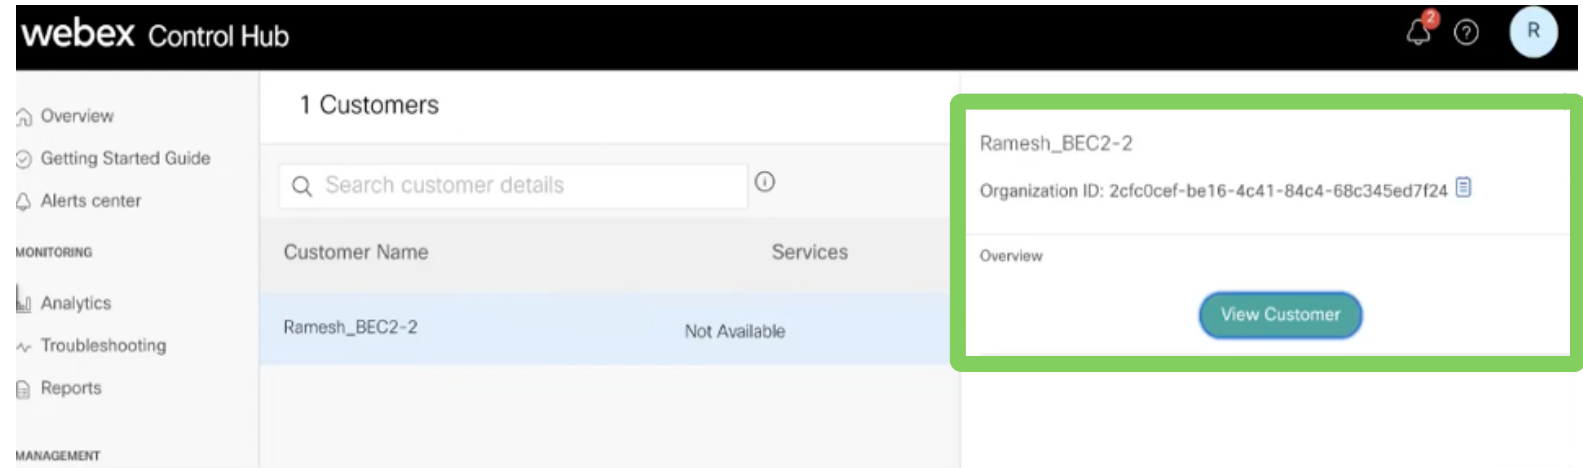 webex Control Hub
2
R
Overview
Getting Started Guide
Alerts center
MONITORING
Analytics
Troubleshooting
Reports
MANAGEMENT
1 Customers
Search customer details
Customer Name Services
Ramesh_BEC2-2 Not Available
Ramesh_BEC2-2
Organization ID: 2cfc0cef-be16-4c41-84c4-68c345ed7f24
Overview
View Customer